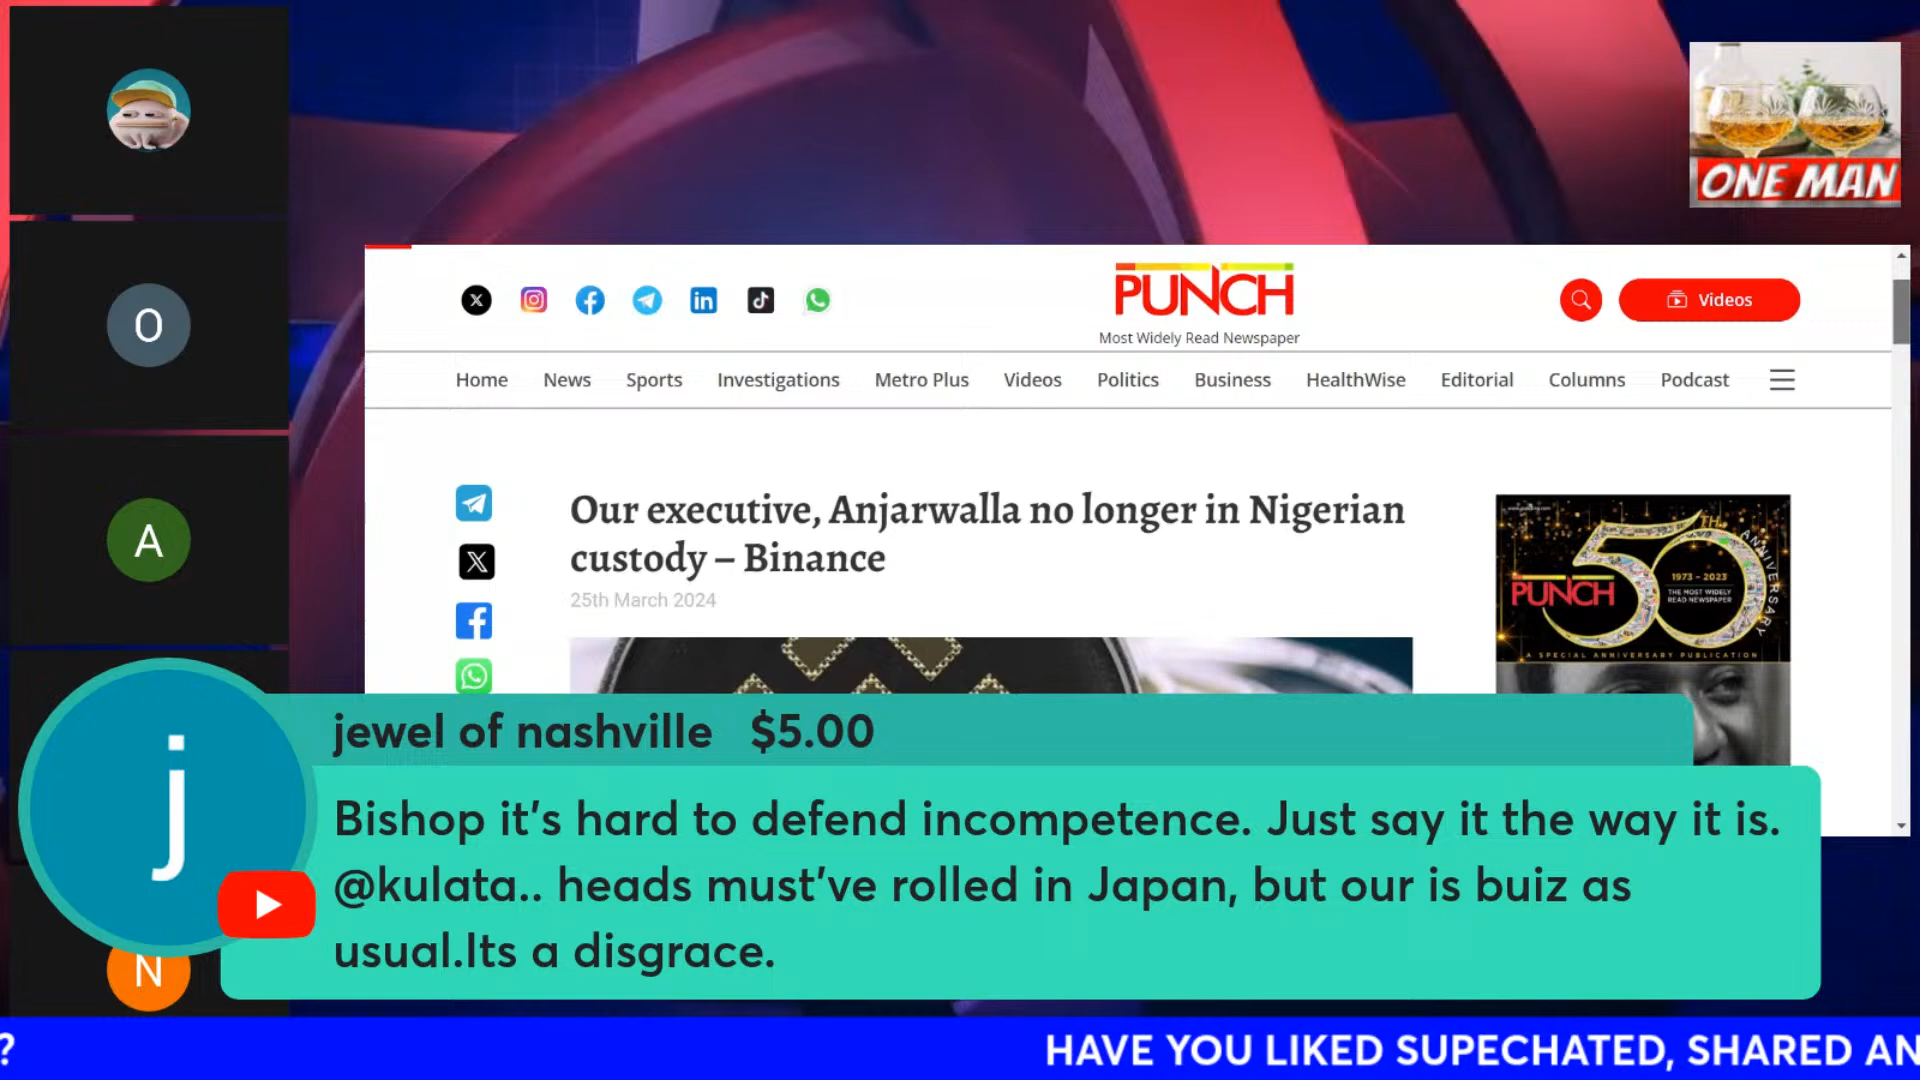 O
A
N
ONE MAN
PUNCH
Most Widely Read Newspaper
Videos
Home News Sports Investigations Metro Plus Videos Politics Business HealthWise Editorial Columns Podcast
Our executive, Anjarwalla no longer in Nigerian
custody – Binance
25th March 2024
PUNCH
50TH ANNIVERSARY
1973 - 2023
THE MOST WIDELY
READ NEWSPAPER
A SPECIAL ANNIVERSARY PUBLICATION
j
jewel of nashville $5.00
Bishop it's hard to defend incompetence. Just say it the way it is.
@kulata.. heads must've rolled in Japan, but our is buiz as
usual.Its a disgrace.
? HAVE YOU LIKED SUPECHATED, SHARED AN